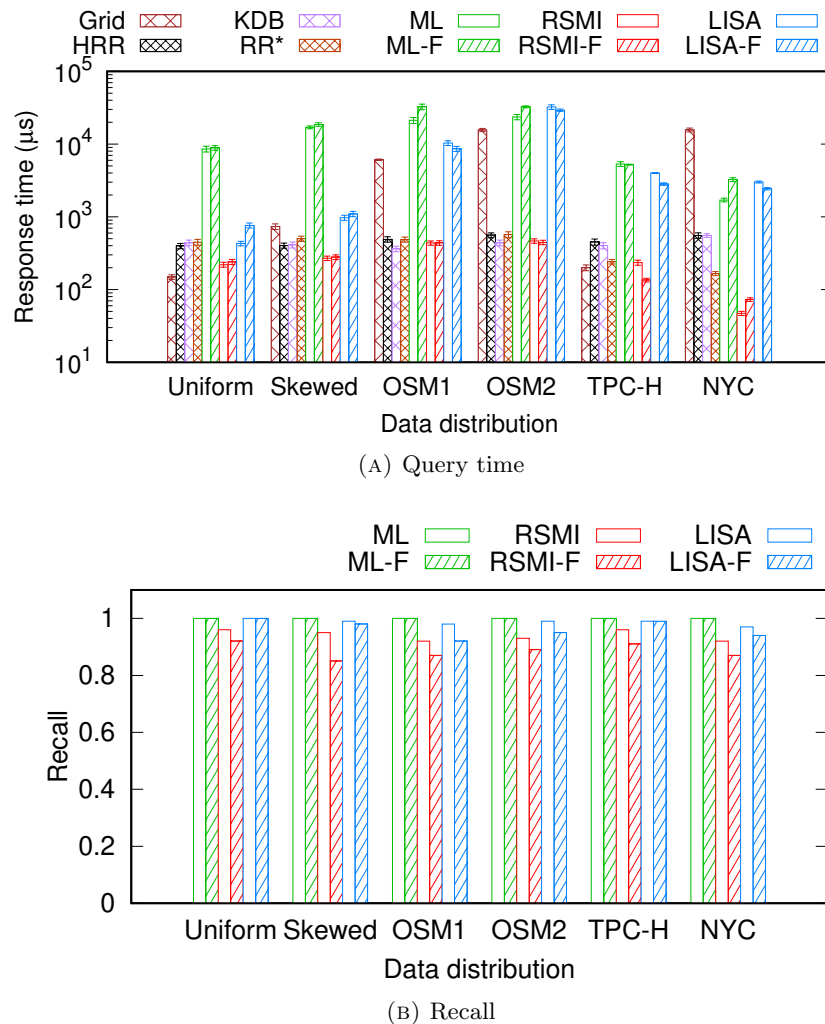 Grid KDB ML RSMI LISA
HRR RR* ML-F RSMI-F LISA-F
10^5
10^4
10^3
10^2
10^1
Response time (µs)
Uniform Skewed OSM1 OSM2 TPC-H NYC
Data distribution
(A) Query time
ML RSMI LISA
ML-F RSMI-F LISA-F
1
0.8
0.6
0.4
0.2
0
Recall
Uniform Skewed OSM1 OSM2 TPC-H NYC
Data distribution
(B) Recall